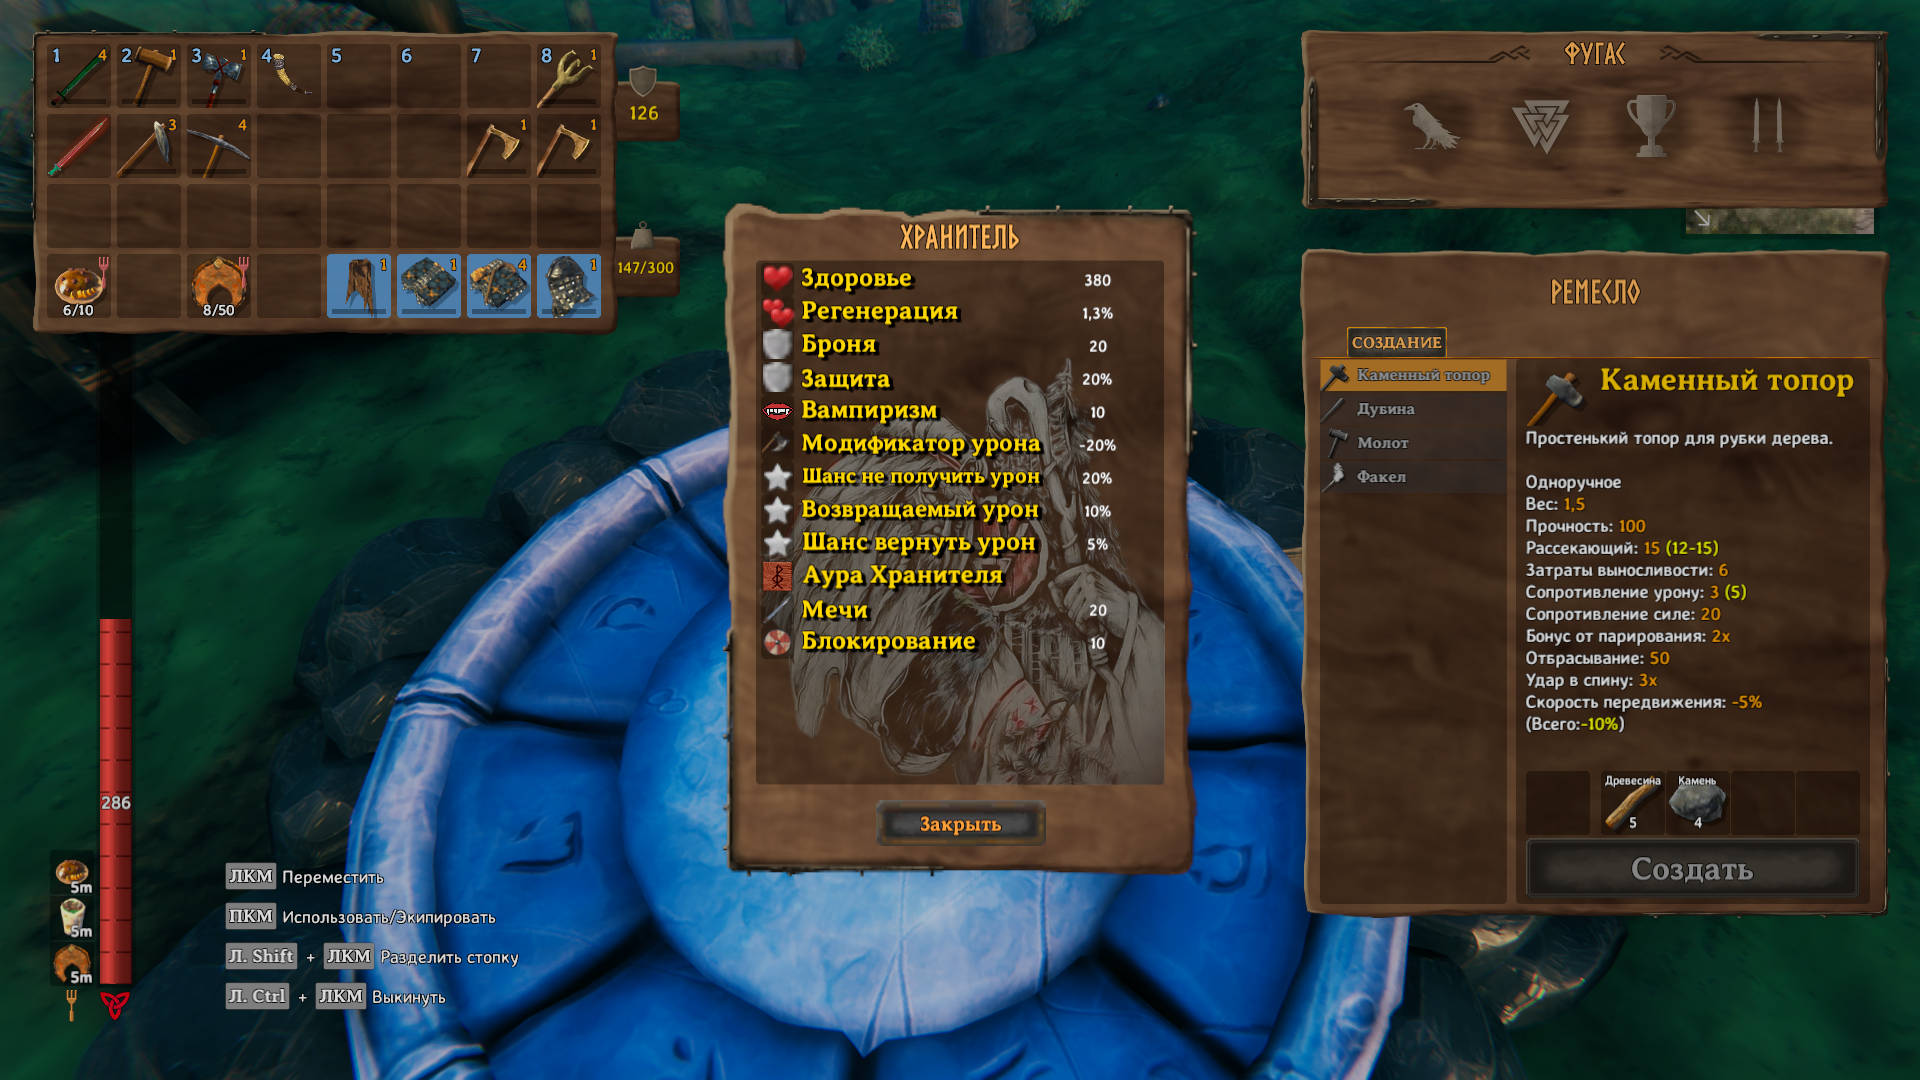 1 4 2 1 3 1 4 5 6 7 8 1
3 4 1 1
6/10 8/50 1 1 4 1
126
147/300
286
5m
5m
5m
ЛКМ Переместить
ПКМ Использовать/Экипировать
Л. Shift + ЛКМ Разделить стопку
Л. Ctrl + ЛКМ Выкинуть
ХРАНИТЕЛЬ
Здоровье 380
Регенерация 1,3%
Броня 20
Защита 20%
Вампиризм 10
Модификатор урона -20%
Шанс не получить урон 20%
Возвращаемый урон 10%
Шанс вернуть урон 5%
Аура Хранителя
Мечи 20
Блокирование 10
Закрыть
ФУГАС
РЕМЕСЛО
СОЗДАНИЕ
Каменный топор
Дубина
Молот
Факел
Каменный топор
Простенький топор для рубки дерева.
Одноручное
Вес: 1,5
Прочность: 100
Рассекающий: 15 (12-15)
Затраты выносливости: 6
Сопротивление урону: 3 (5)
Сопротивление силе: 20
Бонус от парирования: 2x
Отбрасывание: 50
Удар в спину: 3x
Скорость передвижения: -5%
(Всего:-10%)
Древесина Камень
5 4
Создать